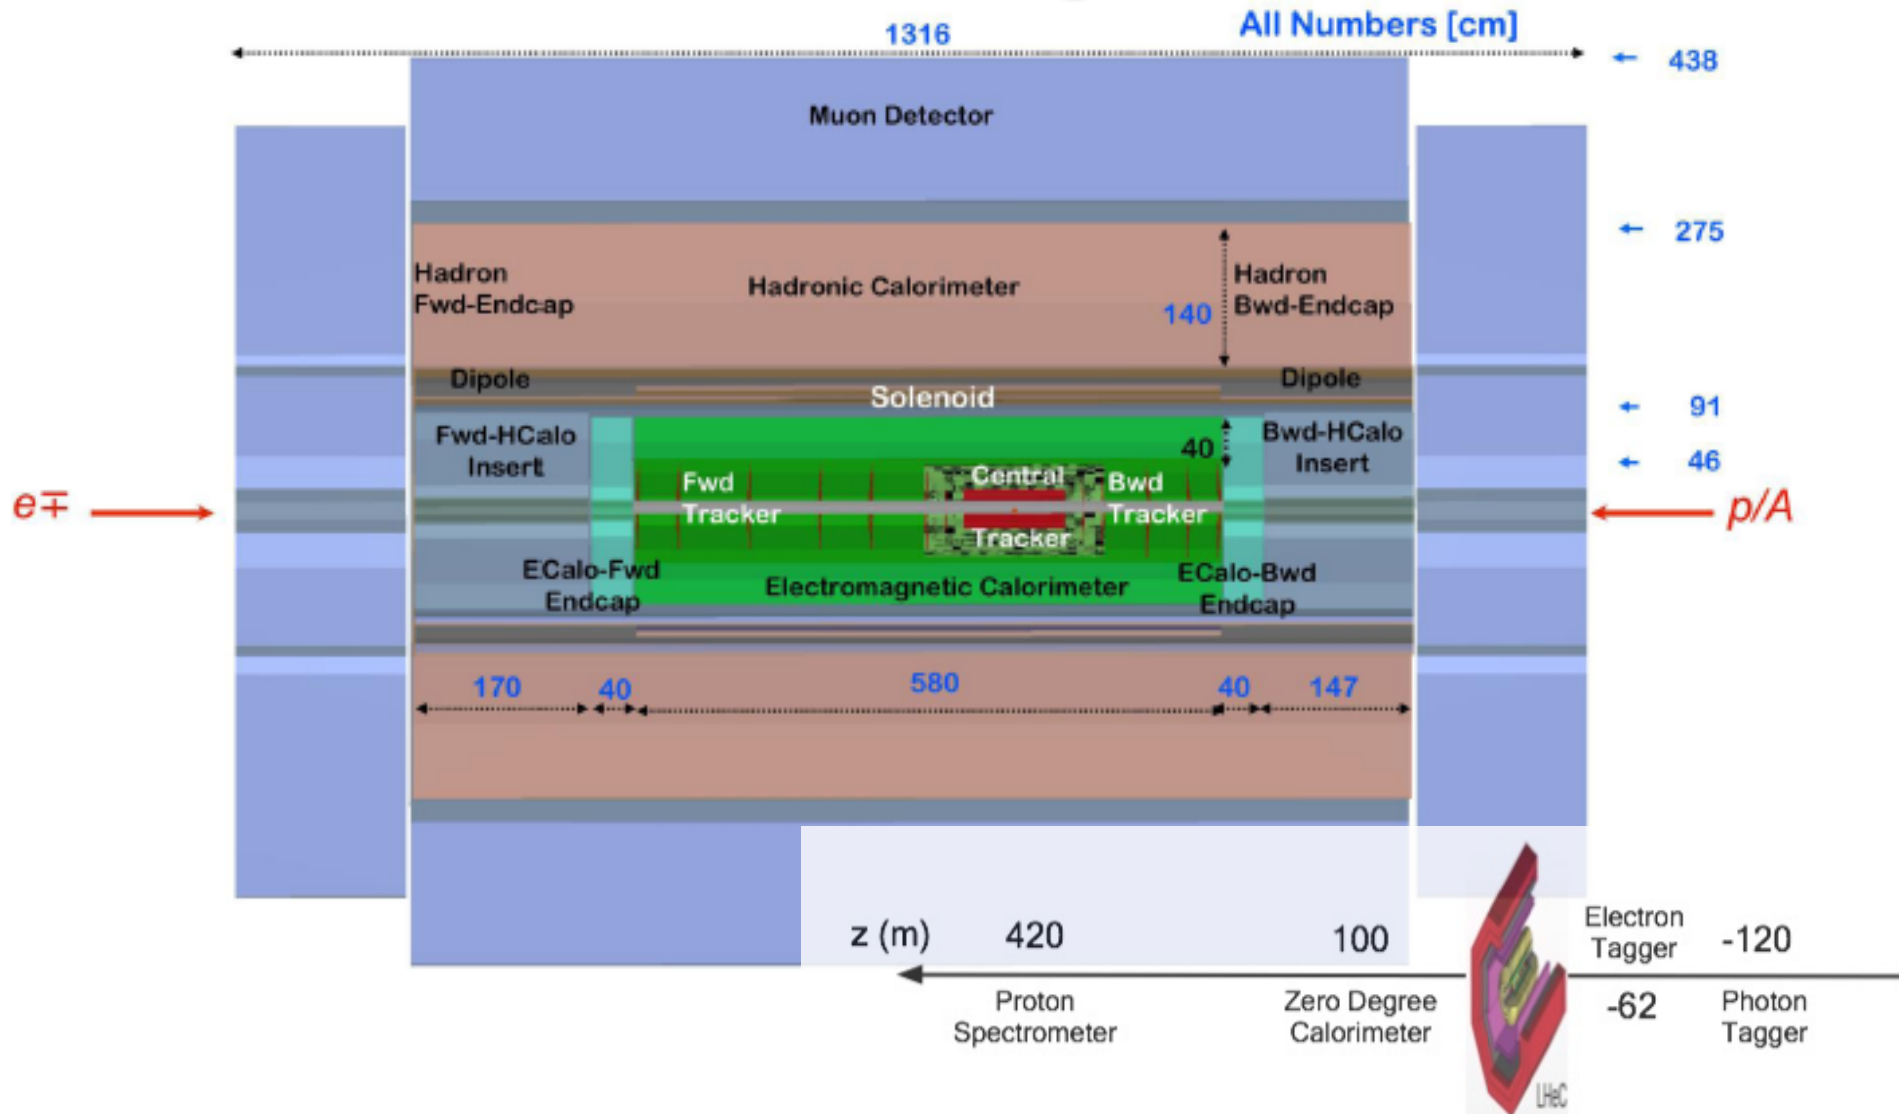 1316
All Numbers [cm]
438
Muon Detector
275
Hadron
Fwd-Endcap
Hadronic Calorimeter
140
Hadron
Bwd-Endcap
Dipole
Solenoid
Dipole
91
Fwd-HCalo
Insert
40
Bwd-HCalo
Insert
46
Fwd
Tracker
Central
Tracker
Bwd
Tracker
e∓
p/A
ECalo-Fwd
Endcap
Electromagnetic Calorimeter
ECalo-Bwd
Endcap
170
40
580
40
147
z (m)
420
100
Electron
Tagger
-120
Proton
Spectrometer
Zero Degree
Calorimeter
-62
Photon
Tagger
LHeC